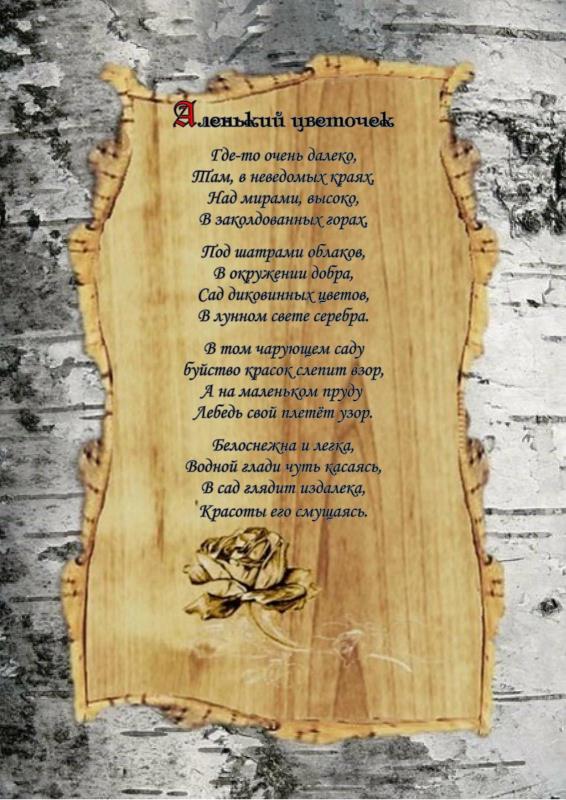 Аленький цветочек
Где-то очень далеко,
Там, в неведомых краях,
Над мирами, высоко,
В заколдованных горах,
Под шатрами облаков,
В окружении добра,
Сад диковинных цветов,
В лунном свете серебра.
В том чарующем саду
буйство красок слепит взор,
А на маленьком пруду
Лебедь свой плетёт узор.
Белоснежна и легка,
Водной глади чуть касаясь,
В сад глядит издалека,
Красоты его смущаясь.